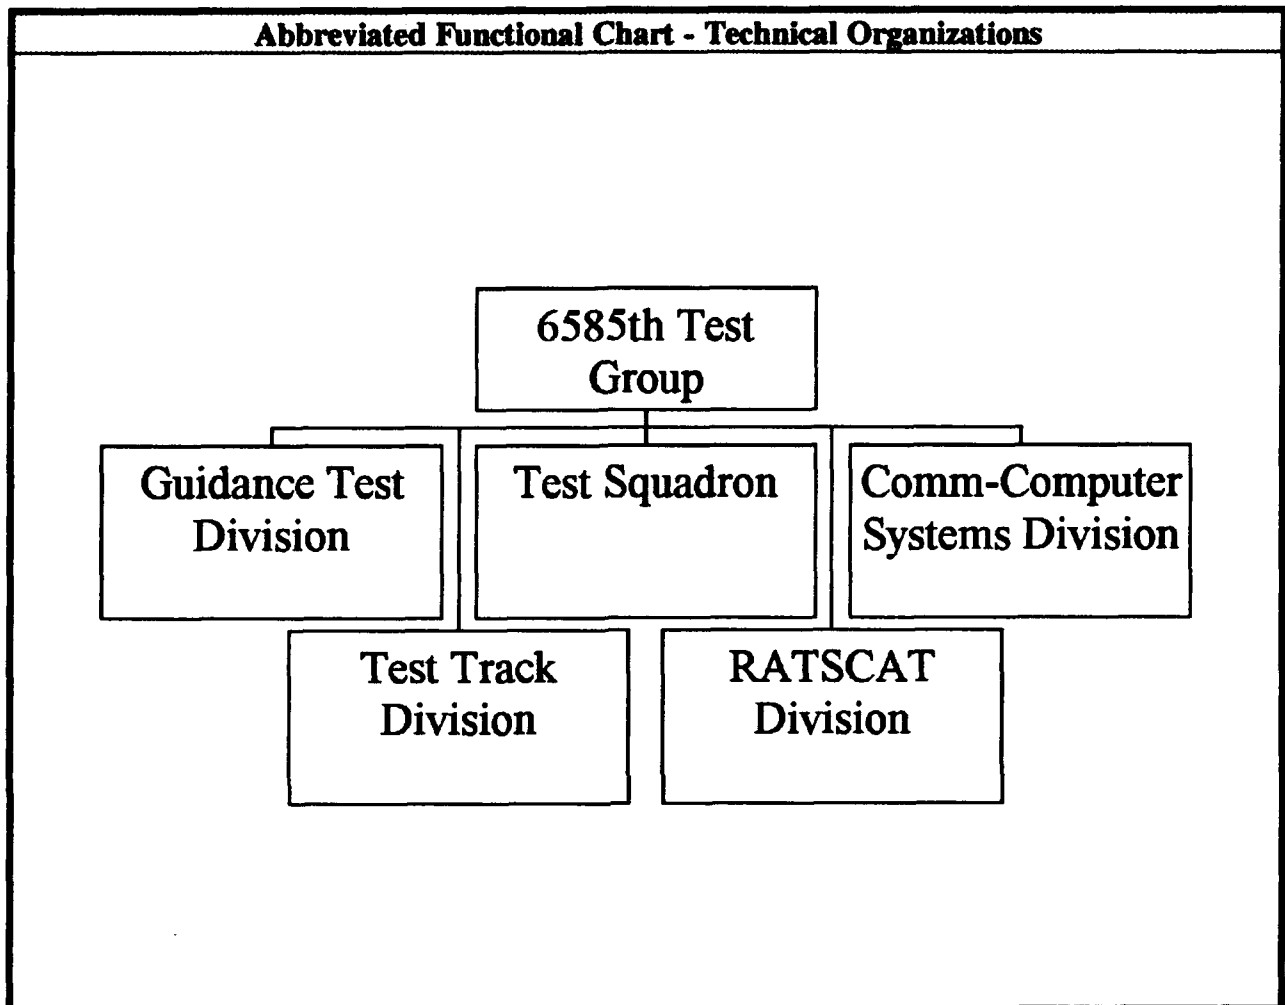 Abbreviated Functional Chart - Technical Organizations
6585th Test
Group
Guidance Test
Division
Test Squadron
Comm-Computer
Systems Division
Test Track
Division
RATSCAT
Division